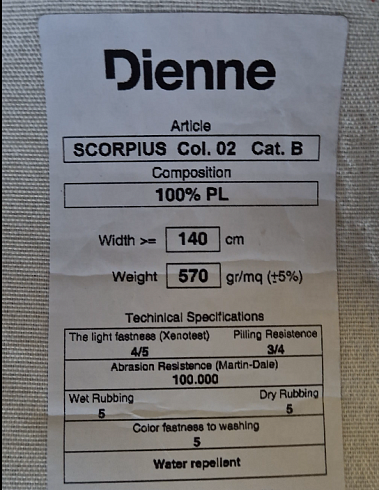 Dienne
Article
SCORPIUS Col. 02 Cat. B
Composition
100% PL
Width >= 140 cm
Weight 570 gr/mq (±5%)
Techinical Specifications
The light fastness (Xenotest) Pilling Resistence
4/5 3/4
Abrasion Resistence (Martin-Dale)
100.000
Wet Rubbing Dry Rubbing
5 5
Color fastness to washing
5
Water repellent